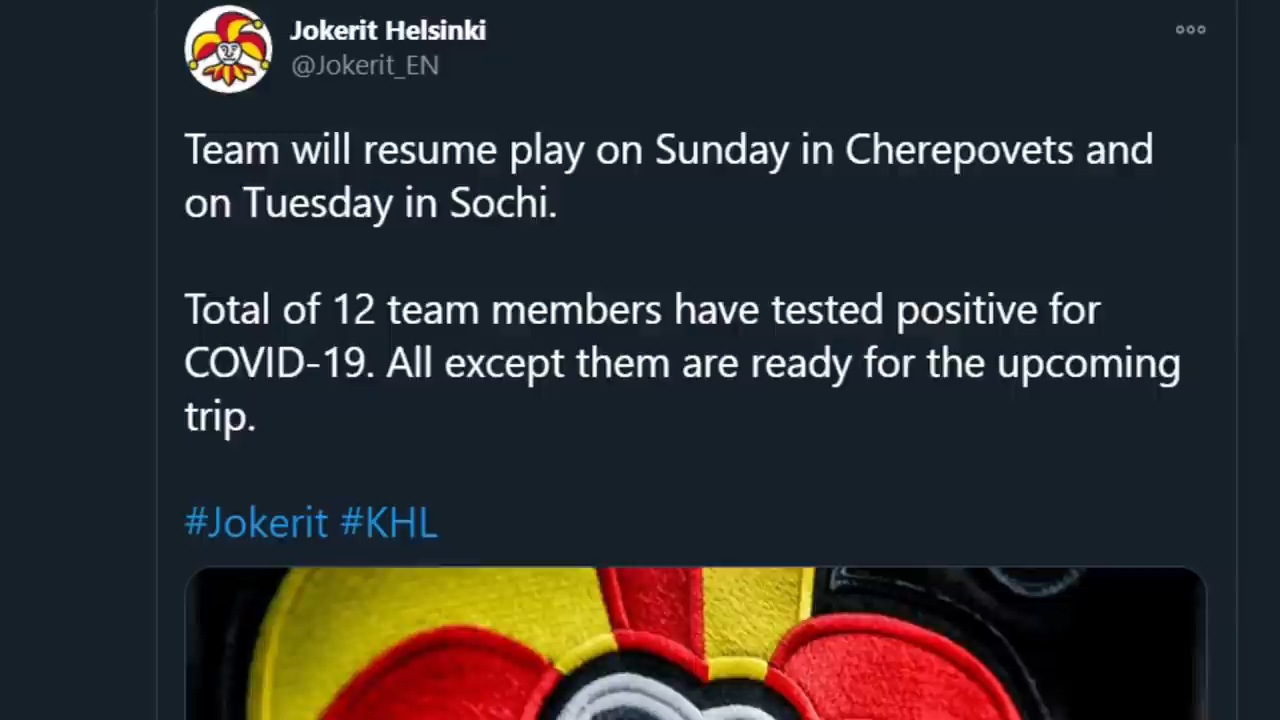 Jokerit Helsinki
@Jokerit_EN
Team will resume play on Sunday in Cherepovets and
on Tuesday in Sochi.
Total of 12 team members have tested positive for
COVID-19. All except them are ready for the upcoming
trip.
#Jokerit #KHL